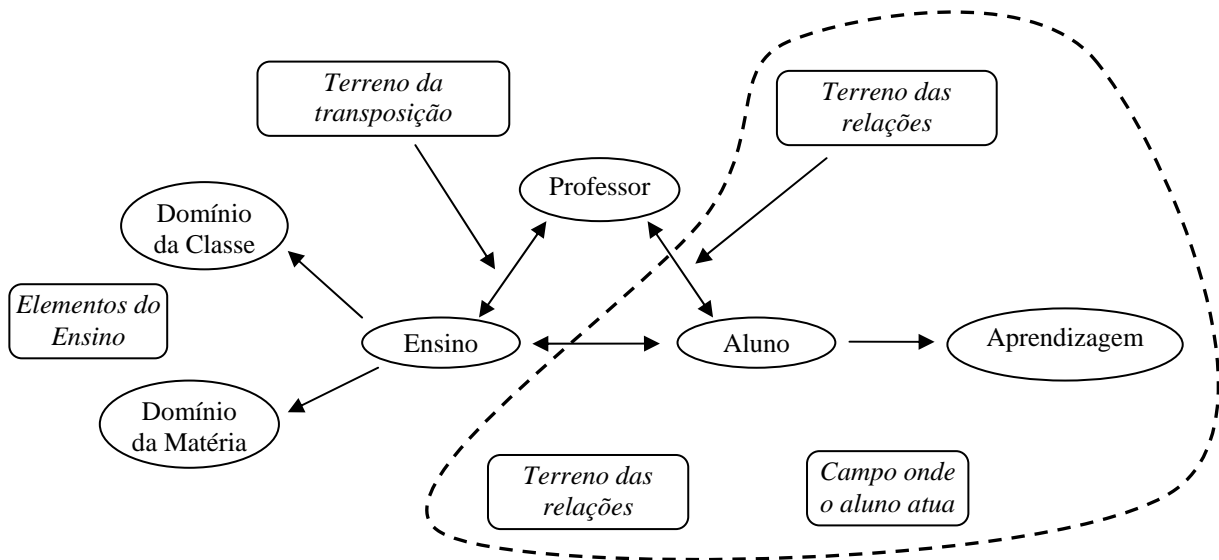 Terreno da
transposição
Terreno das
relações
Professor
Domínio
da Classe
Elementos do
Ensino
Ensino
Aluno
Aprendizagem
Domínio
da Matéria
Terreno das
relações
Campo onde
o aluno atua